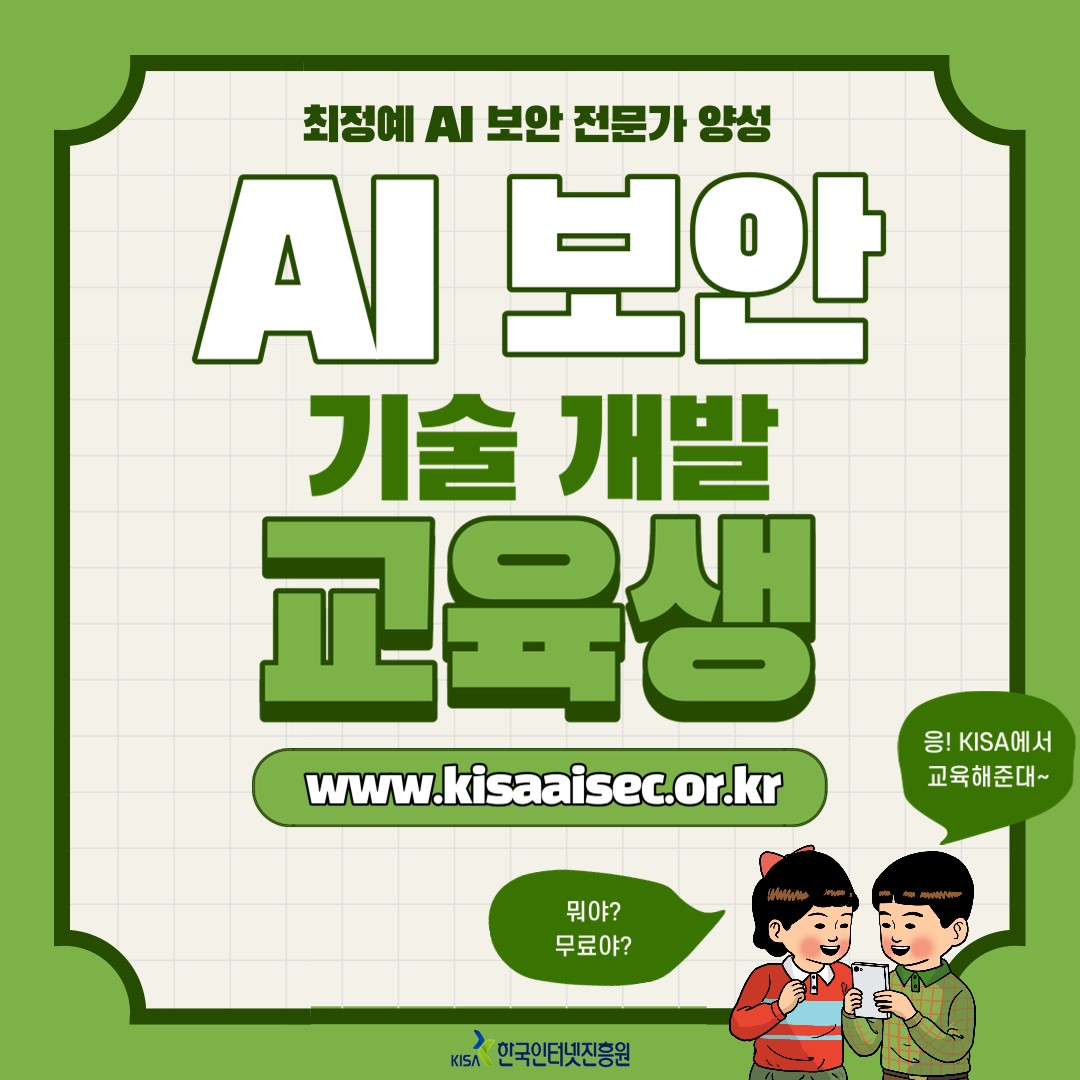 최정예 AI 보안 전문가 양성
AI 보안
기술 개발
교육생
www.kisaaisec.or.kr
응! KISA에서
교육해준대~
뭐야?
무료야?
KISA 한국인터넷진흥원